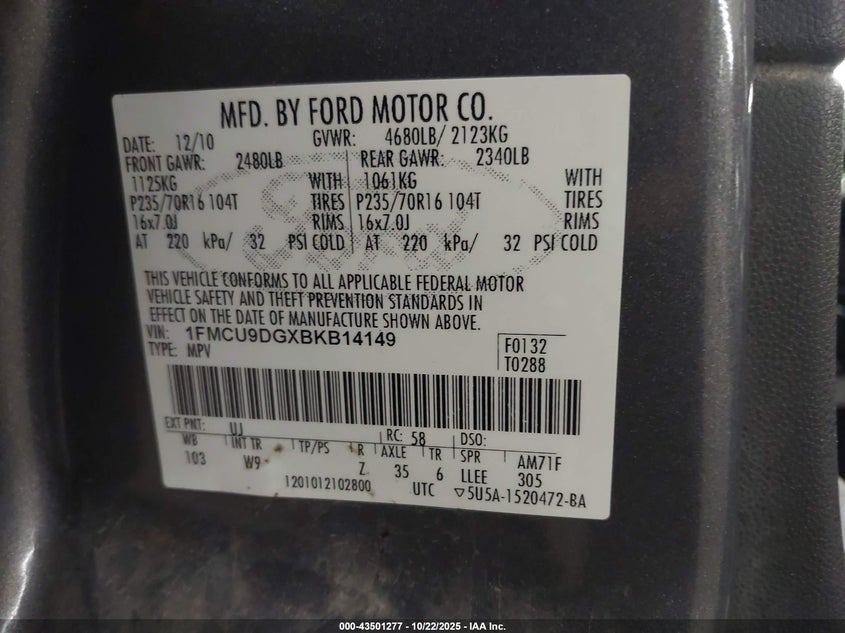 MFD. BY FORD MOTOR CO.
DATE: 12/10 GVWR: 4680LB/ 2123KG
FRONT GAWR: 2480LB REAR GAWR: 2340LB
1125KG WITH 1061KG WITH
P235/70R16 104T TIRES P235/70R16 104T TIRES
16x7.0J RIMS 16x7.0J RIMS
AT 220 kPa/ 32 PSI COLD AT 220 kPa/ 32 PSI COLD
THIS VEHICLE CONFORMS TO ALL APPLICABLE FEDERAL MOTOR
VEHICLE SAFETY AND THEFT PREVENTION STANDARDS IN
EFFECT ON THE DATE OF MANUFACTURE SHOWN ABOVE.
VIN: 1FMCU9DGXBKB14149 F0132
TYPE: MPV T0288
EXT PNT: UJ RC: 58 DSO:
WB INT TR TP/PS R AXLE TR SPR AM71F
103 W9 Z 35 6 LLEE 305
1201012102800 UTC ▽5U5A-1520472-BA
000-43501277 - 10/22/2025 - IAA Inc.